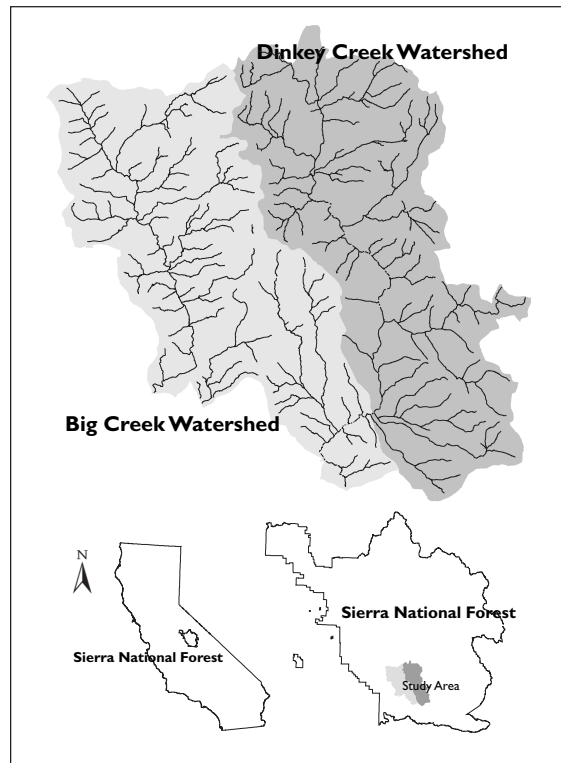 Dinkey Creek Watershed
Big Creek Watershed
N
Sierra National Forest
Sierra National Forest
Study Area